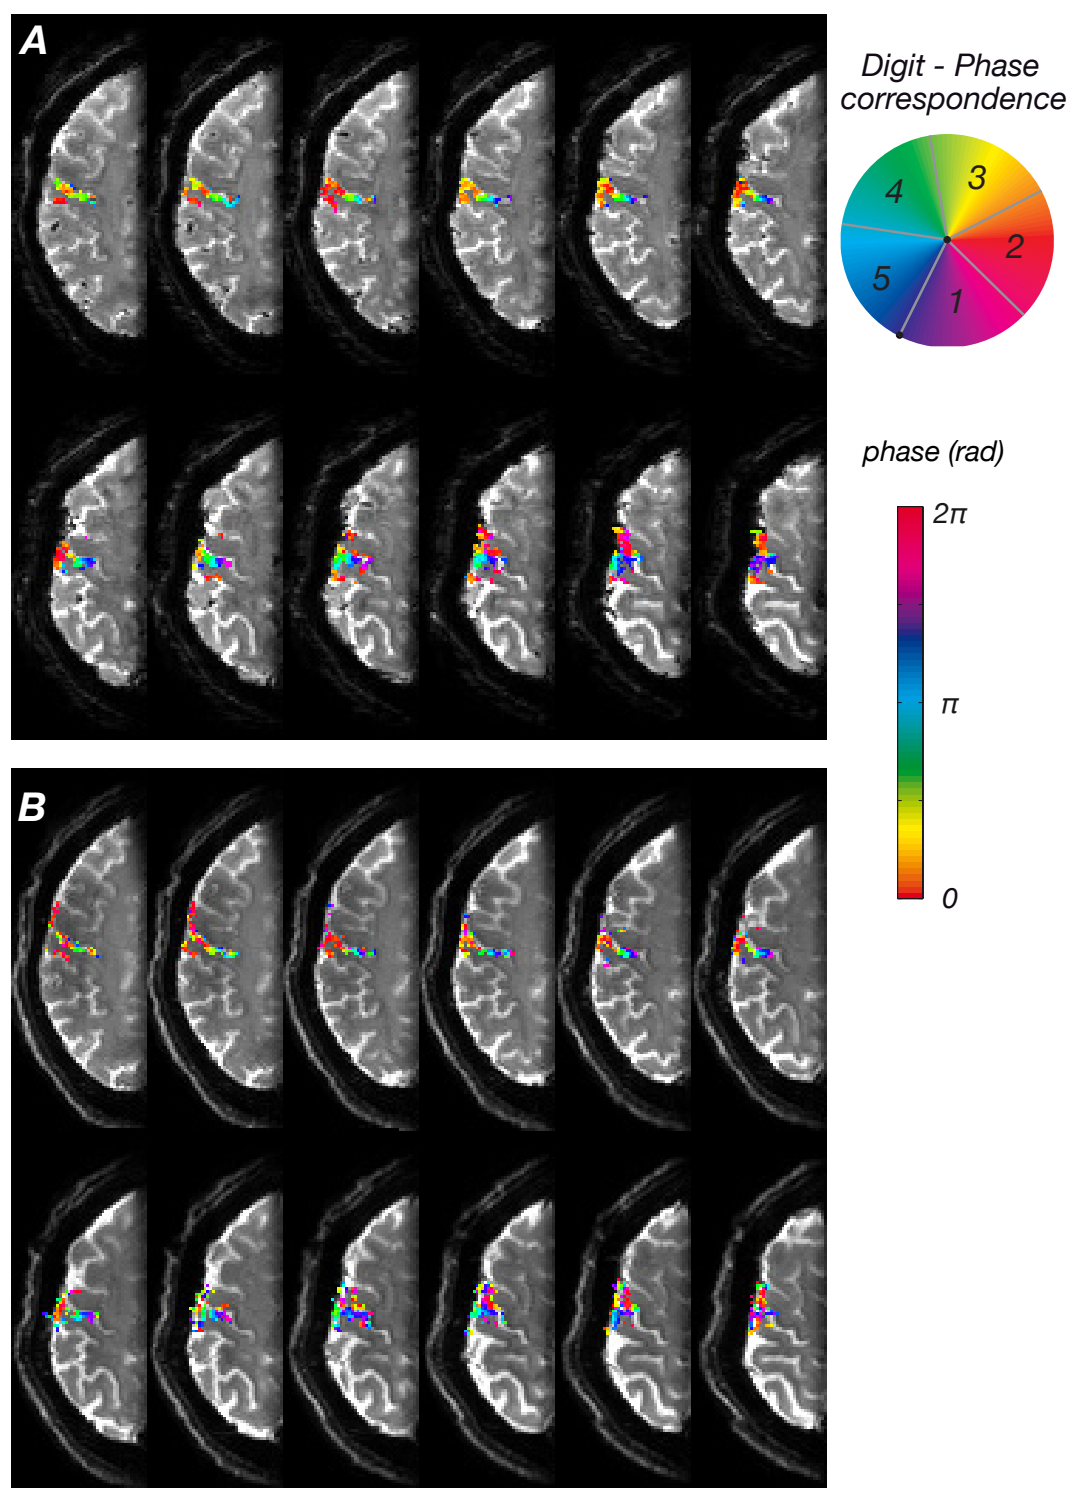 A
Digit - Phase
correspondence
3
4
2
5
1
phase (rad)
2π
π
0
B